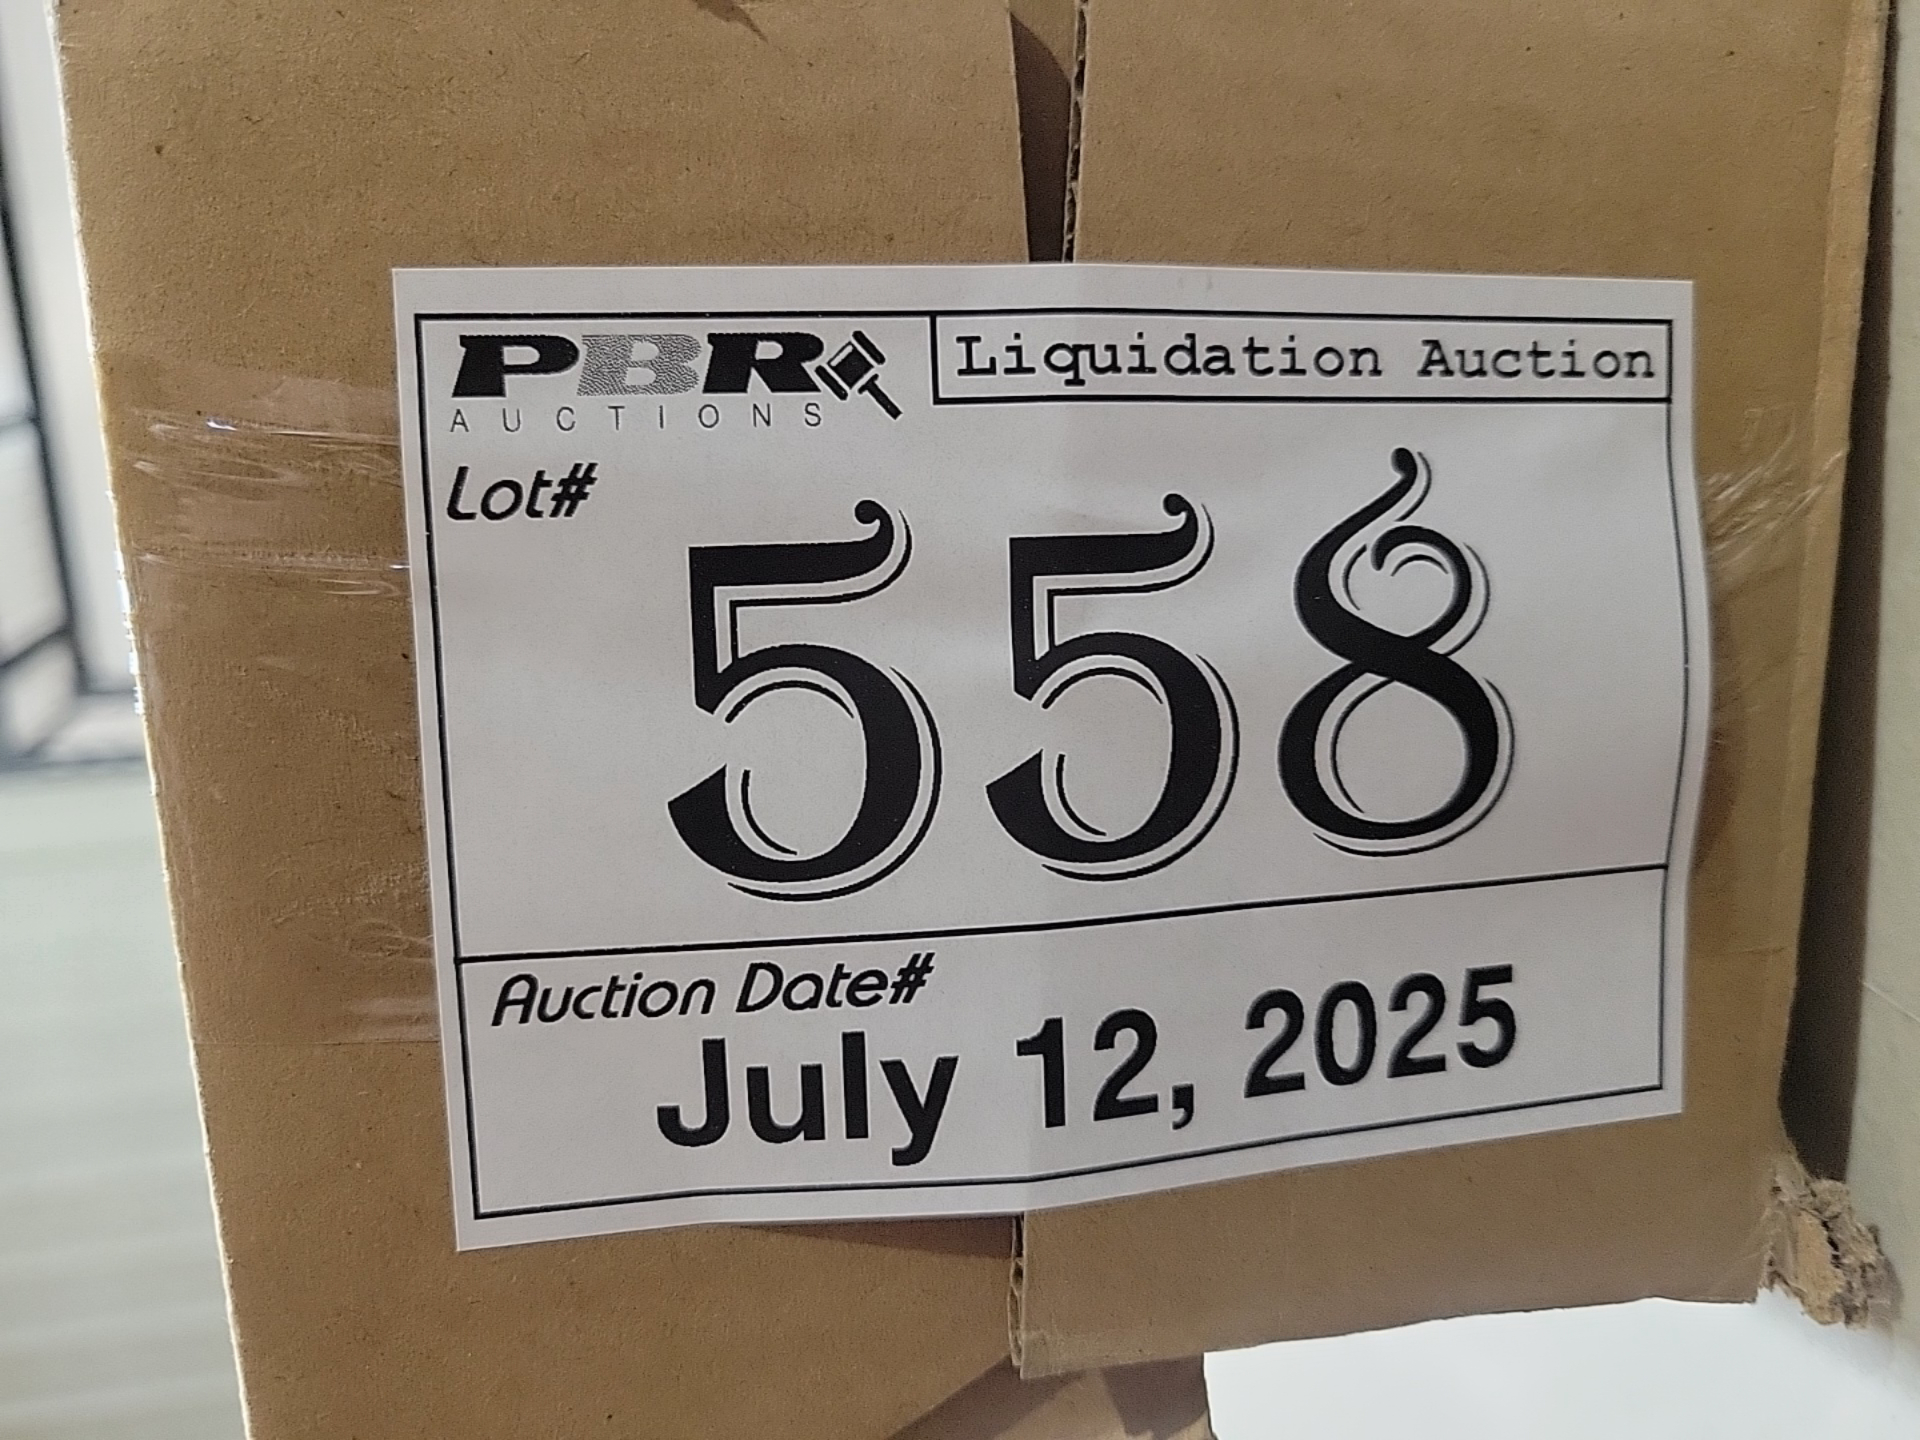 PBR
AUCTIONS
Liquidation Auction
Lot#
558
Auction Date#
July 12, 2025